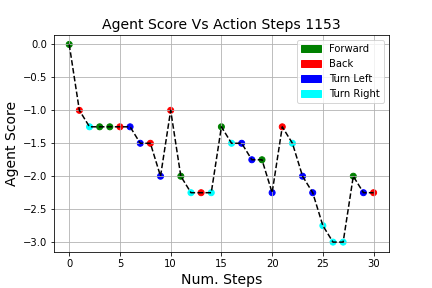 Agent Score Vs Action Steps 1153
Agent Score
0.0
−0.5
−1.0
−1.5
−2.0
−2.5
−3.0
Forward
Back
Turn Left
Turn Right
0 5 10 15 20 25 30
Num. Steps